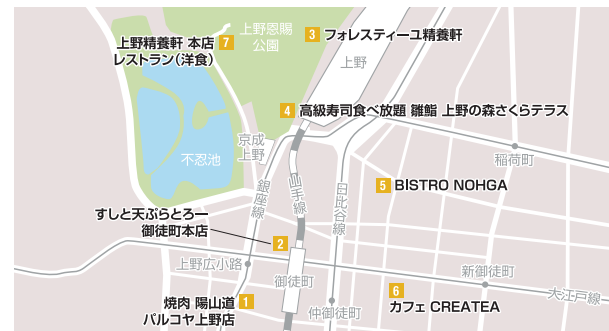 上野恩賜
公園
上野精養軒 本店
レストラン（洋食）
7
3
フォレスティーユ精養軒
上野
4
高級寿司食べ放題 雛鮨 上野の森さくらテラス
京成
上野
不忍池
稲荷町
銀座線
山手線
日比谷線
5
BISTRO NOHGA
すしと天ぷらとろ一
御徒町本店
2
上野広小路
御徒町
新御徒町
大江戸線
焼肉 陽山道
パルコヤ上野店
1
仲御徒町
6
カフェ CREATEA